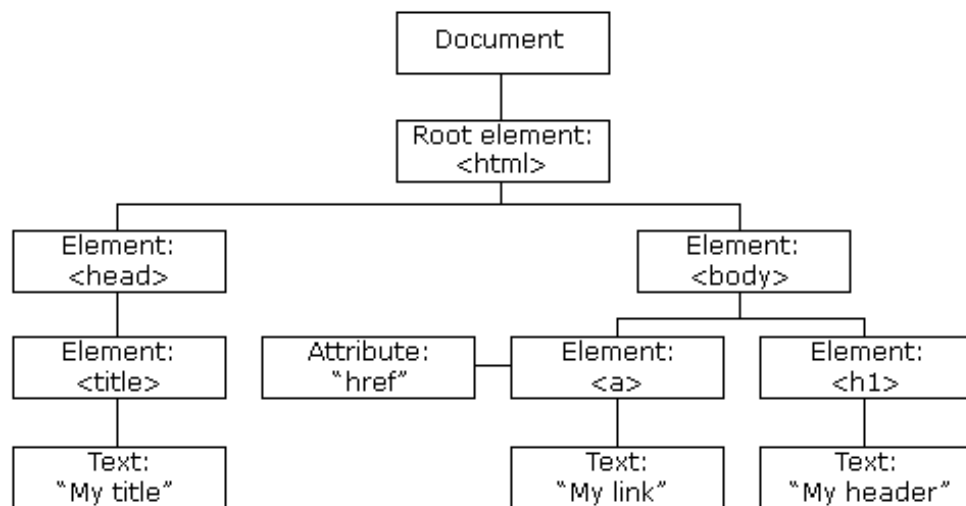 Document
Root element:
<html>
Element:
<head>
Element:
<body>
Element:
<title>
Attribute:
“href”
Element:
<a>
Element:
<h1>
Text:
“My title”
Text:
“My link”
Text:
“My header”